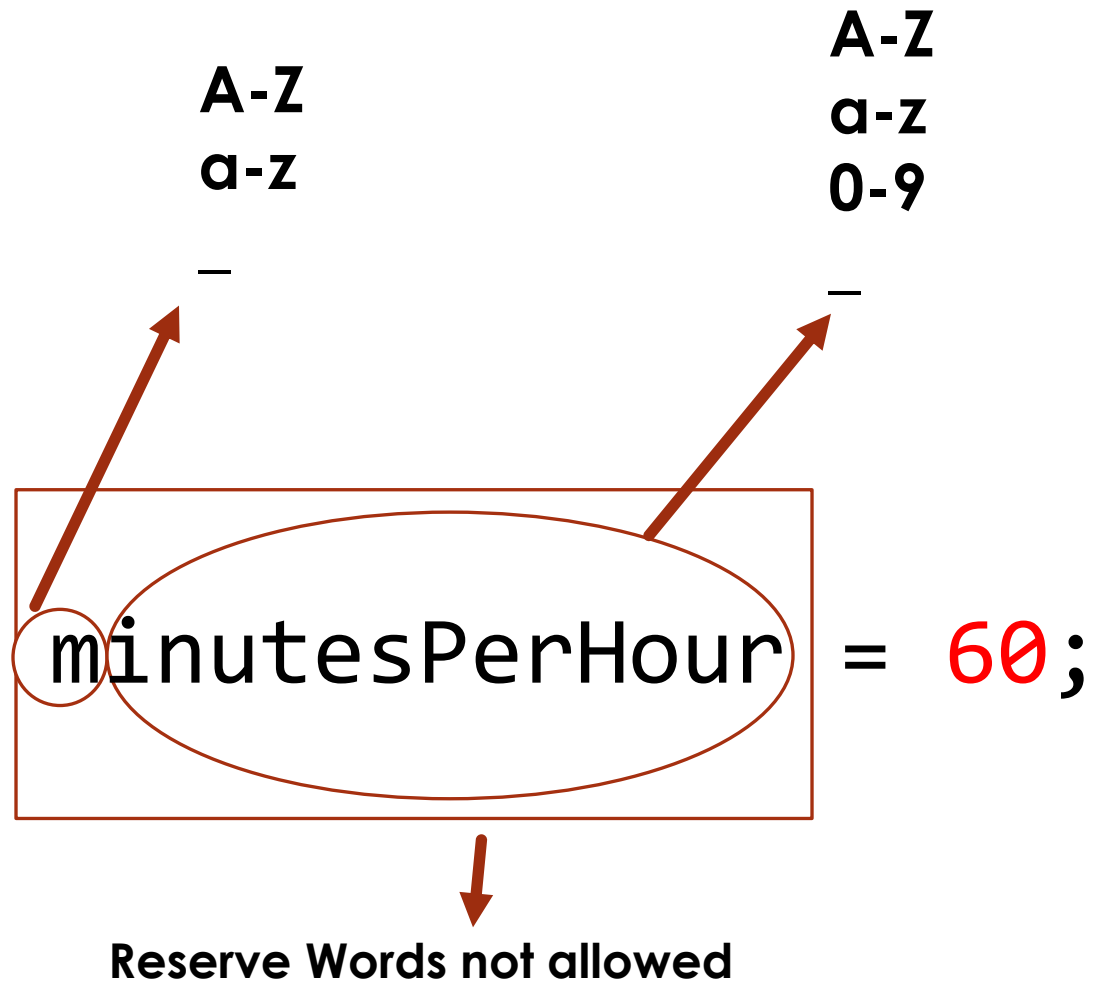 A-Z
a-z
_
A-Z
a-z
0-9
_
minutesPerHour = 60;
Reserve Words not allowed